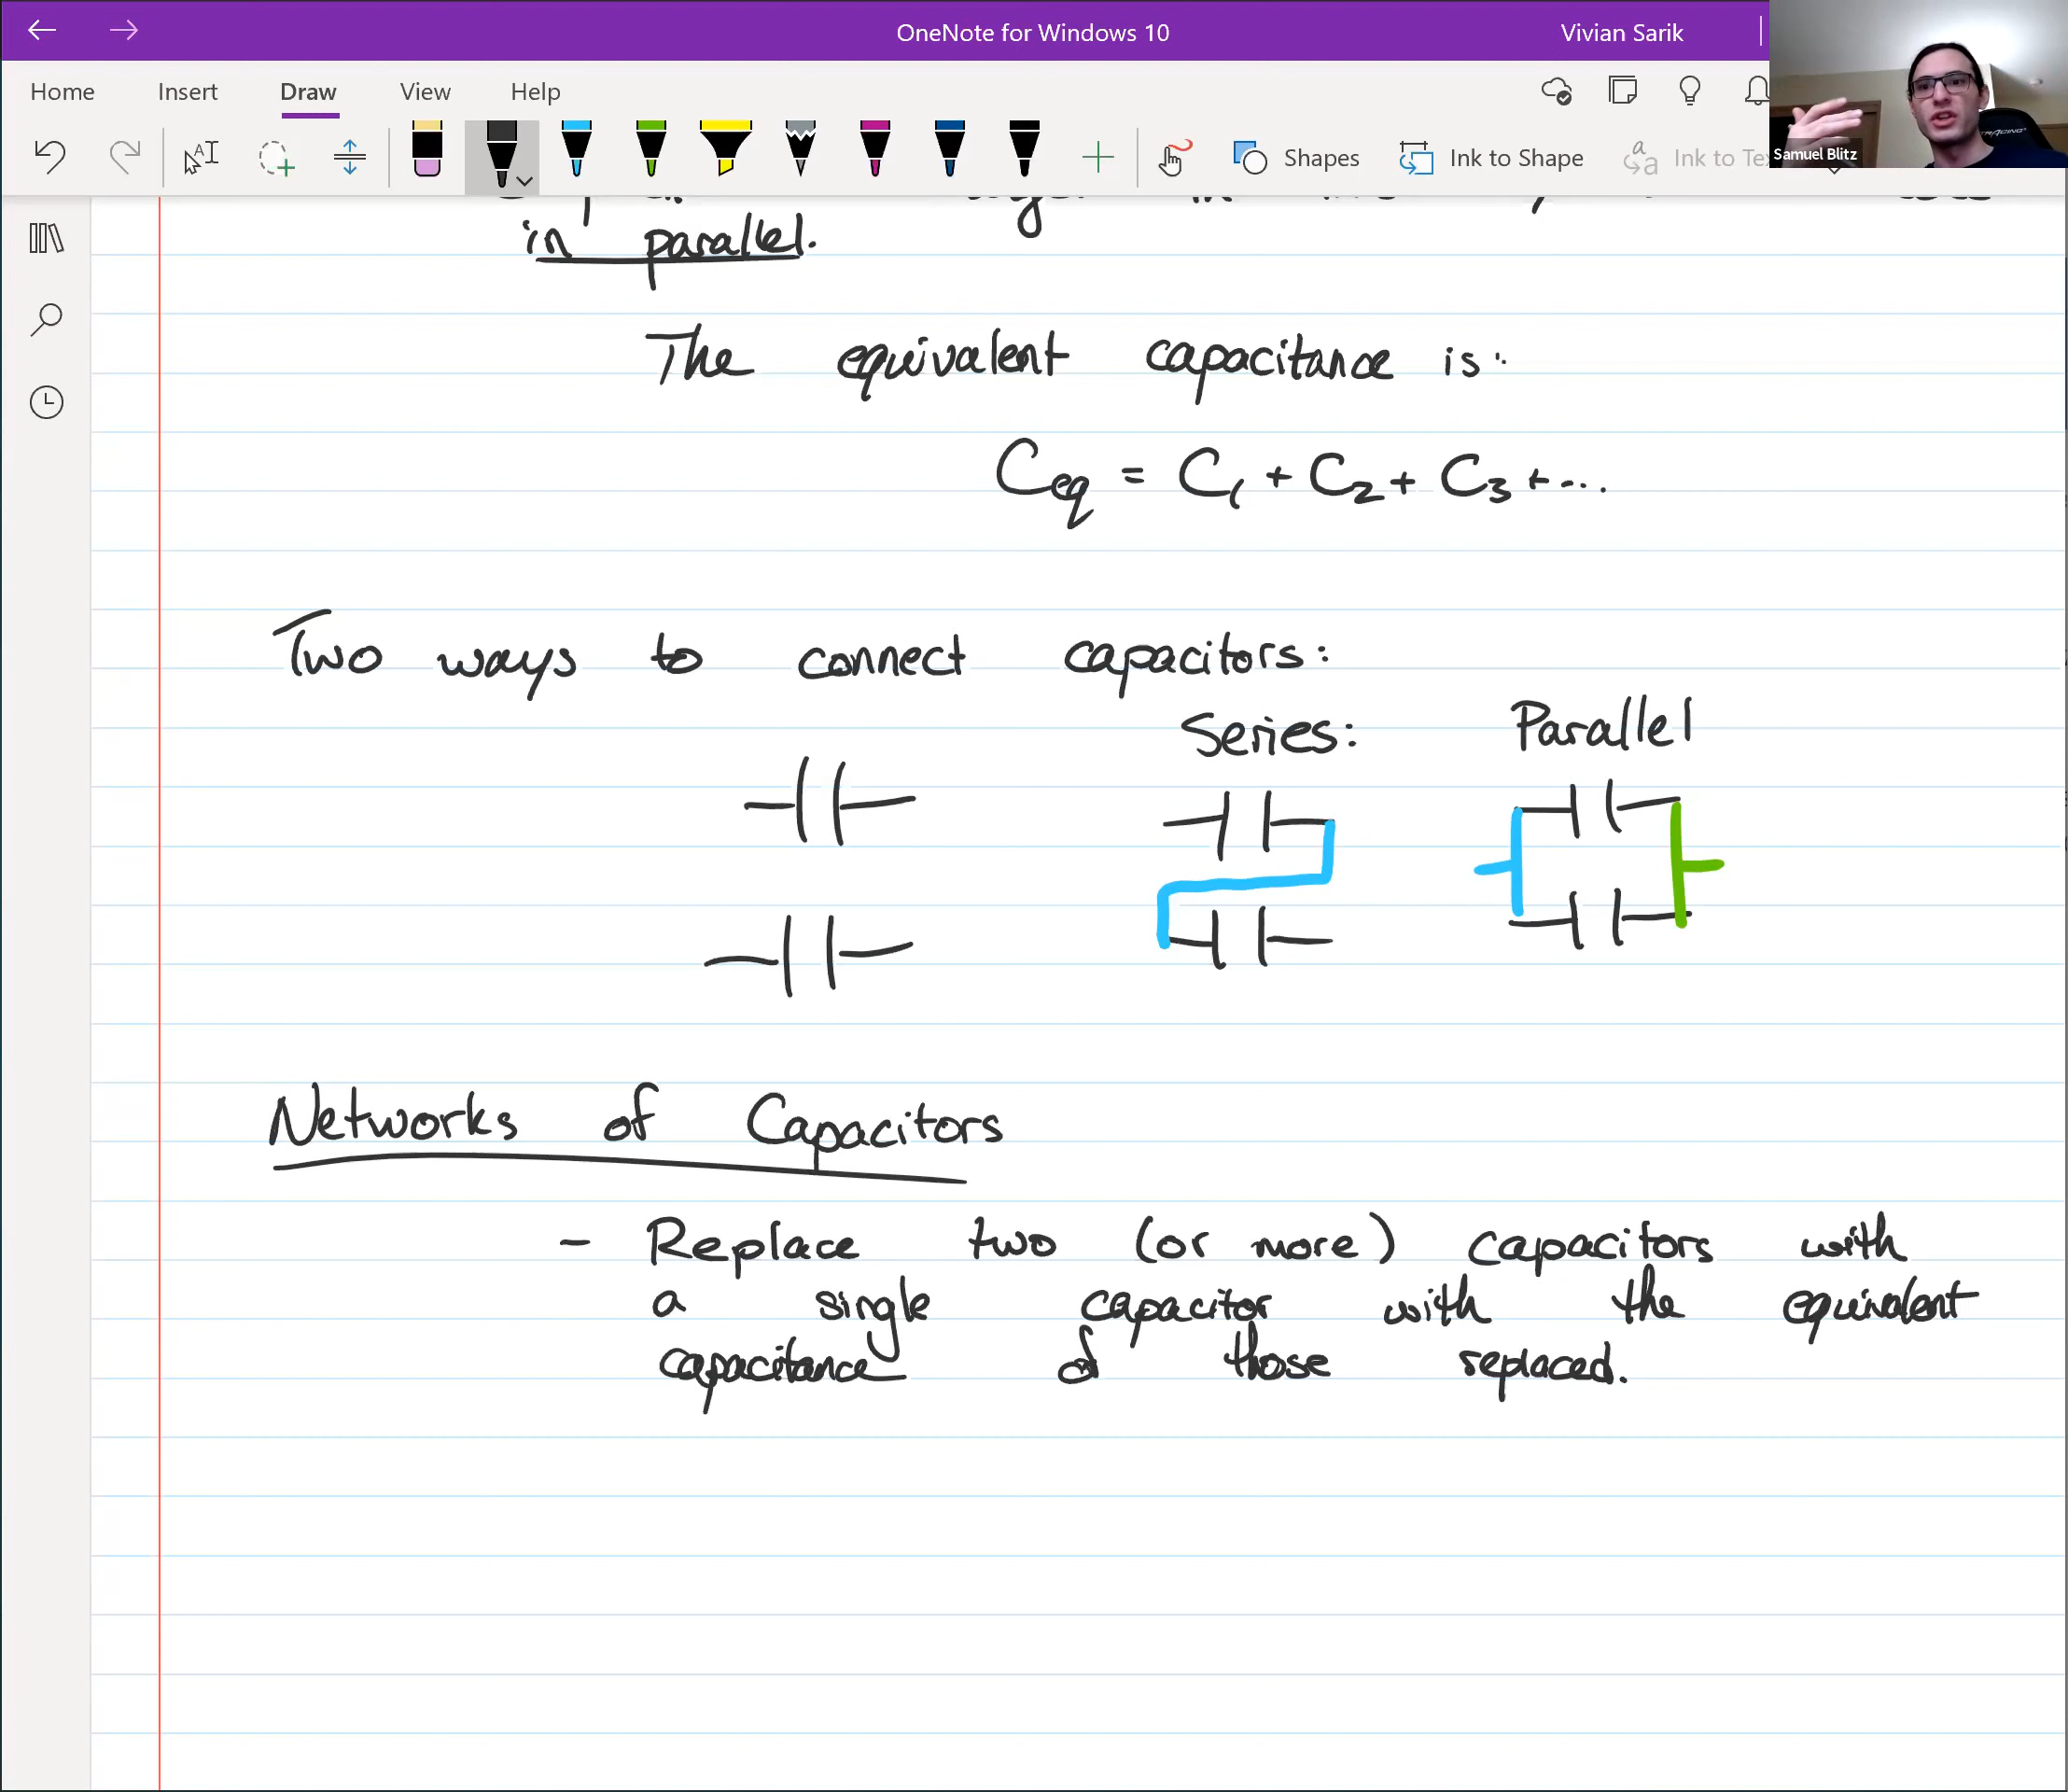 OneNote for Windows 10
Vivian Sarik
Home Insert Draw View Help
Shapes
Ink to Shape
Samuel Blitz
in parallel.
The equivalent capacitance is:
Ceq = C1 + C2 + C3 + ...
Two ways to connect capacitors:
Series: Parallel
Networks of Capacitors
- Replace two (or more) capacitors with
a single capacitor with the equivalent
capacitance of those replaced.